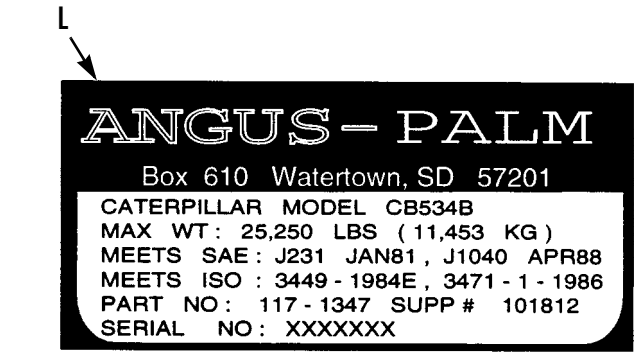 L
ANGUS-PALM
Box 610 Watertown, SD 57201
CATERPILLAR MODEL CB534B
MAX WT: 25,250 LBS (11,453 KG)
MEETS SAE: J231 JAN81, J1040 APR88
MEETS ISO: 3449-1984E, 3471-1-1986
PART NO: 117-1347 SUPP# 101812
SERIAL NO: XXXXXXX